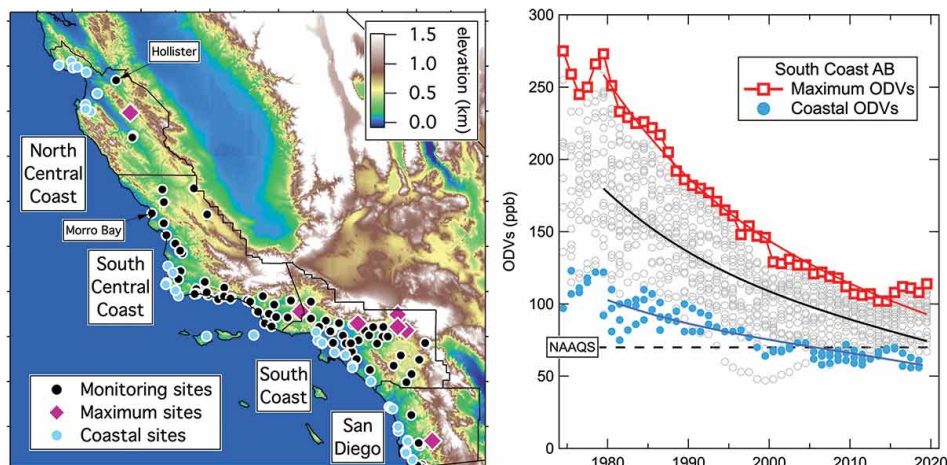 Hollister
North
Central
Coast
Morro Bay
South
Central
Coast
South
Coast
San
Diego
Monitoring sites
Maximum sites
Coastal sites
elevation (km)
1.5
1.0
0.5
0.0
ODVs (ppb)
300
250
200
150
100
50
0
NAAQS
South Coast AB
Maximum ODVs
Coastal ODVs
1980
1990
2000
2010
2020